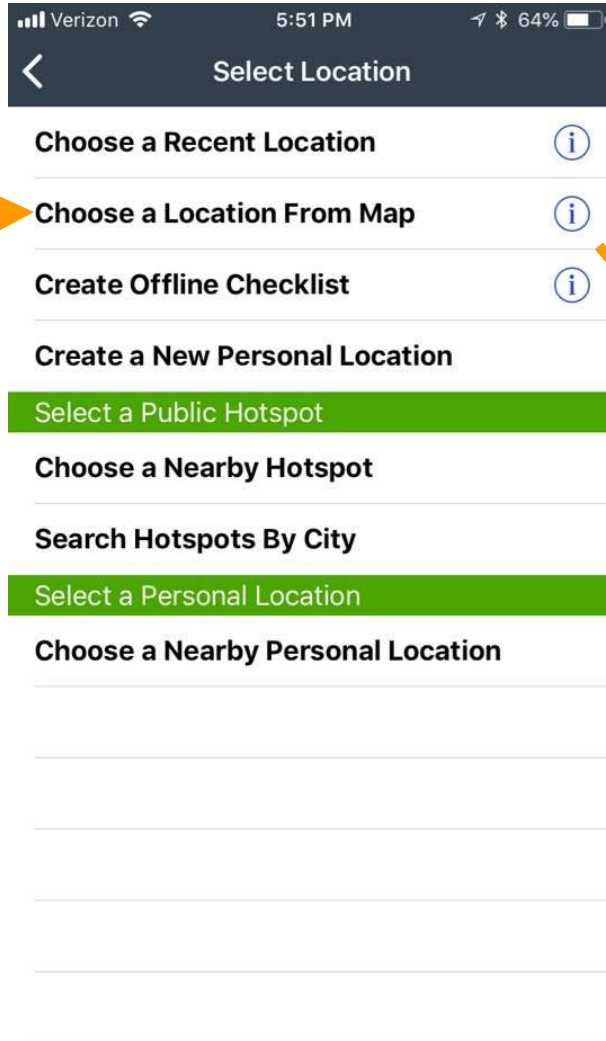 Verizon 5:51 PM 64%
Select Location
Choose a Recent Location
Choose a Location From Map
Create Offline Checklist
Create a New Personal Location
Select a Public Hotspot
Choose a Nearby Hotspot
Search Hotspots By City
Select a Personal Location
Choose a Nearby Personal Location